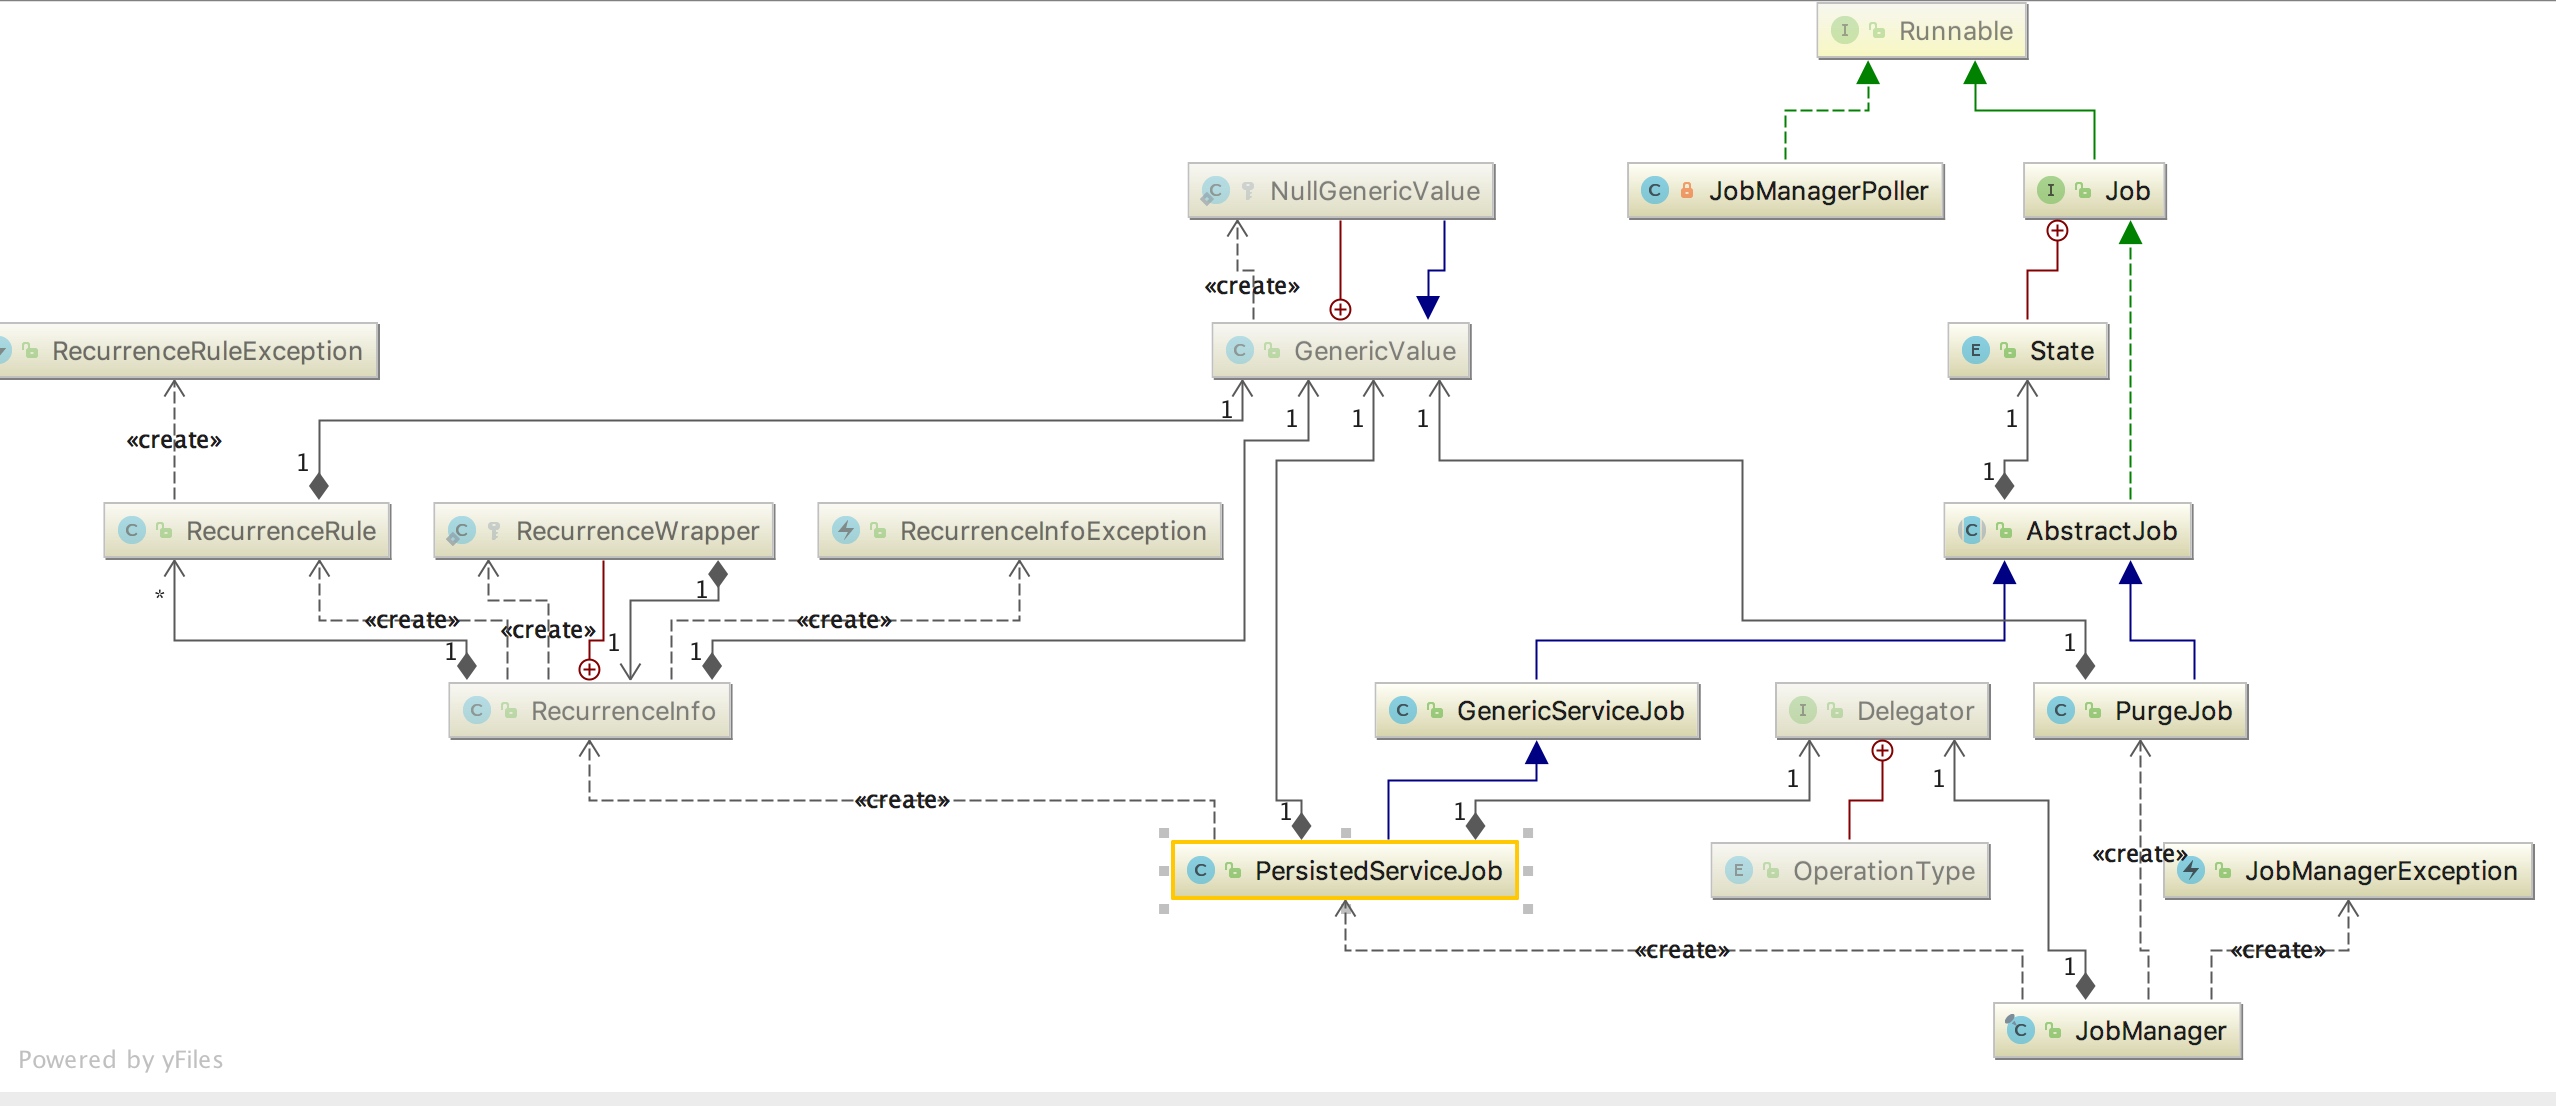 I Runnable
C NullGenericValue
C JobManagerPoller
I Job
«create»
RecurrenceRuleException
C GenericValue
E State
1
1
1
1
1
«create»
1
1
C RecurrenceRule
C RecurrenceWrapper
RecurrenceInfoException
C AbstractJob
*
1
«create»
«create»
1
«create»
1
1
1
C RecurrenceInfo
C GenericServiceJob
I Delegator
C PurgeJob
1
1
«create»
1
1
«create»
C PersistedServiceJob
E OperationType
JobManagerException
«create»
«create»
1
C JobManager
Powered by yFiles